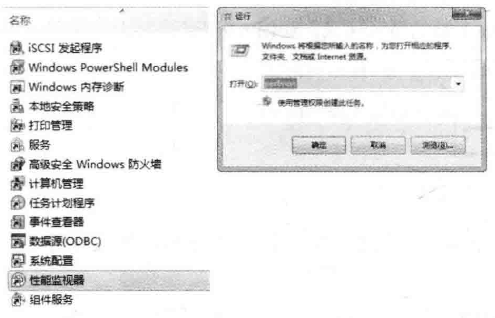 名称
iSCSI 发起程序
Windows PowerShell Modules
Windows 内存诊断
本地安全策略
打印管理
服务
高级安全 Windows 防火墙
计算机管理
任务计划程序
事件查看器
数据源(ODBC)
系统配置
性能监视器
组件服务
运行
Windows 将根据您所输入的名称，为您打开相应的程序、
文件夹、文档或 Internet 资源。
打开(O):
使用管理权限创建此任务。
确定
取消
浏览(B)...